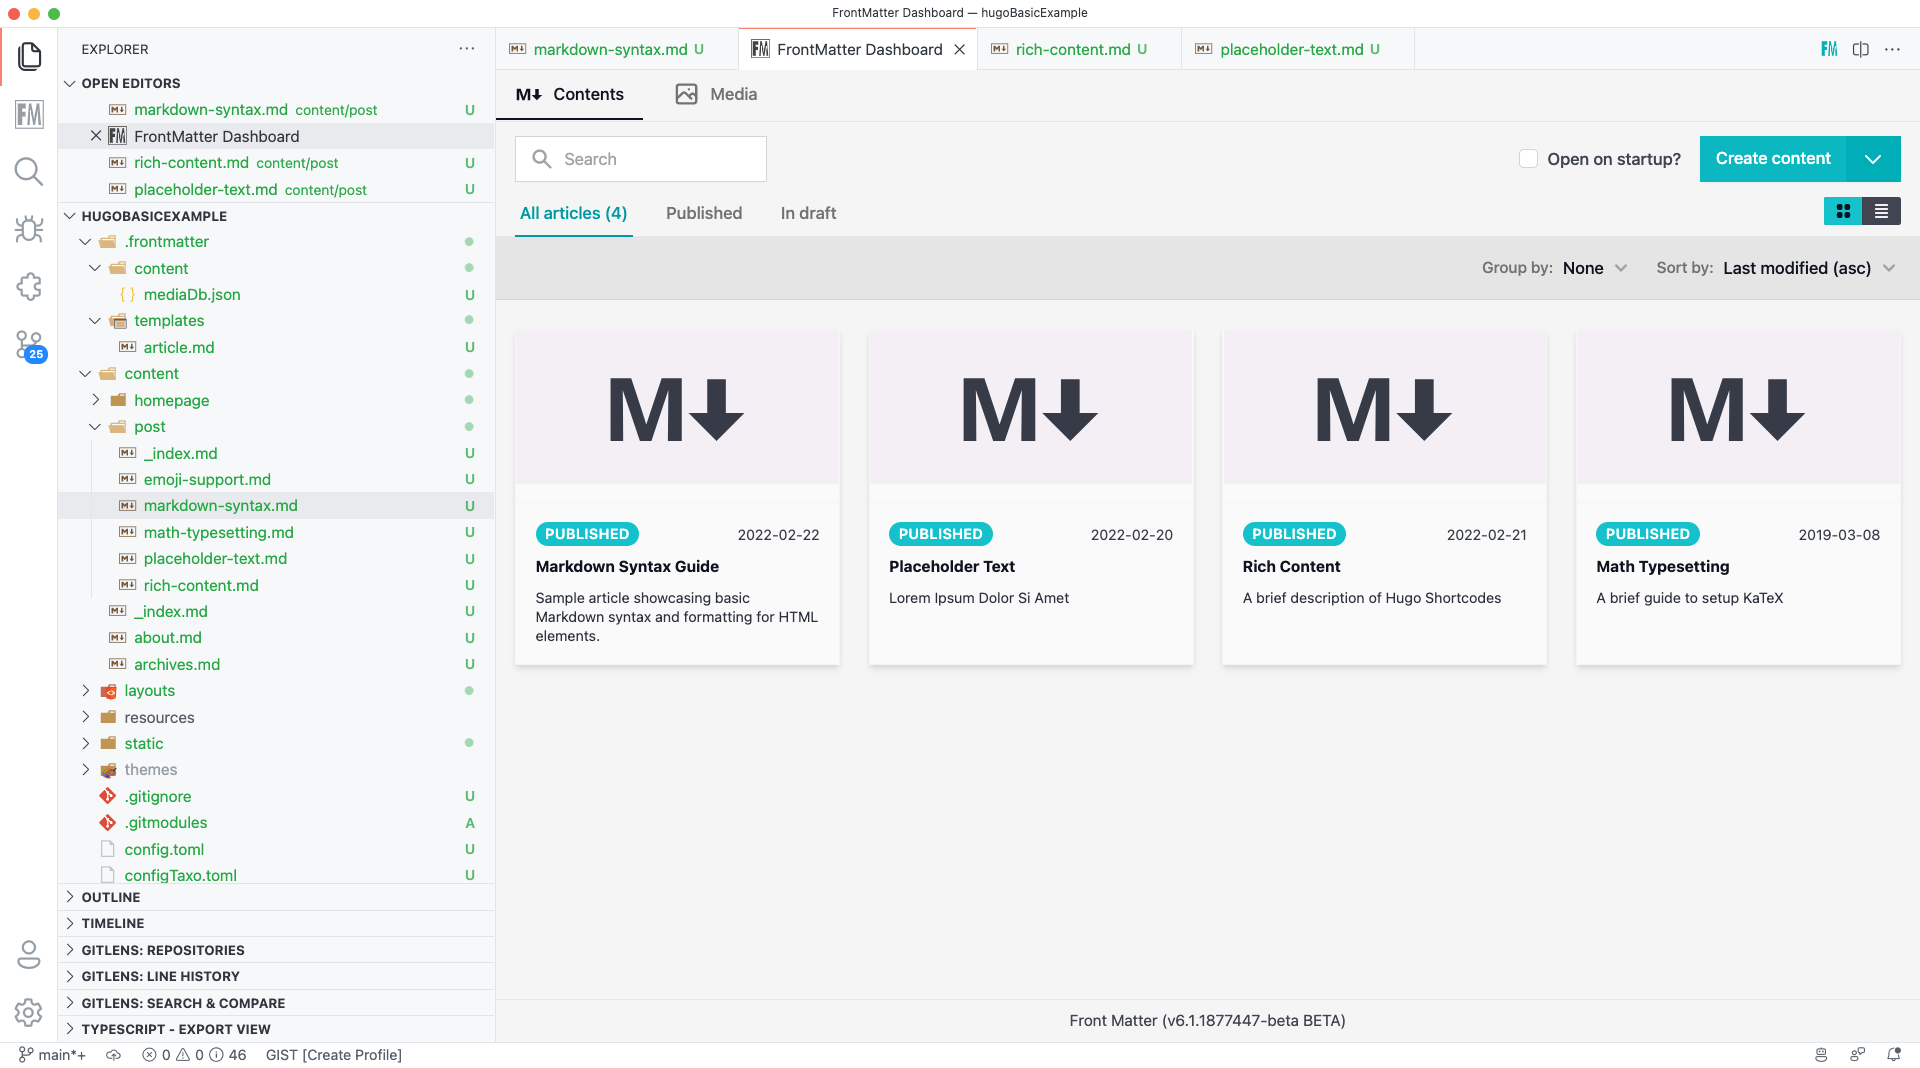 FrontMatter Dashboard — hugoBasicExample
EXPLORER
OPEN EDITORS
markdown-syntax.md content/post U
FM FrontMatter Dashboard
rich-content.md content/post U
placeholder-text.md content/post U
HUGOBASICEXAMPLE
.frontmatter
content
{ } mediaDb.json U
templates
article.md U
content
homepage
post
_index.md U
emoji-support.md U
markdown-syntax.md U
math-typesetting.md U
placeholder-text.md U
rich-content.md U
_index.md U
about.md U
archives.md U
layouts
resources
static
themes
.gitignore U
.gitmodules A
config.toml U
configTaxo.toml U
OUTLINE
TIMELINE
GITLENS: REPOSITORIES
GITLENS: LINE HISTORY
GITLENS: SEARCH & COMPARE
TYPESCRIPT - EXPORT VIEW
FM
25
markdown-syntax.md U
FM FrontMatter Dashboard
rich-content.md U
placeholder-text.md U
FM
M Contents
Media
Search
Open on startup?
Create content
All articles (4)
Published
In draft
Group by: None
Sort by: Last modified (asc)
M
PUBLISHED 2022-02-22
Markdown Syntax Guide
Sample article showcasing basic
Markdown syntax and formatting for HTML
elements.
M
PUBLISHED 2022-02-20
Placeholder Text
Lorem Ipsum Dolor Si Amet
M
PUBLISHED 2022-02-21
Rich Content
A brief description of Hugo Shortcodes
M
PUBLISHED 2019-03-08
Math Typesetting
A brief guide to setup KaTeX
Front Matter (v6.1.1877447-beta BETA)
main*+ 0 0 46 GIST [Create Profile]